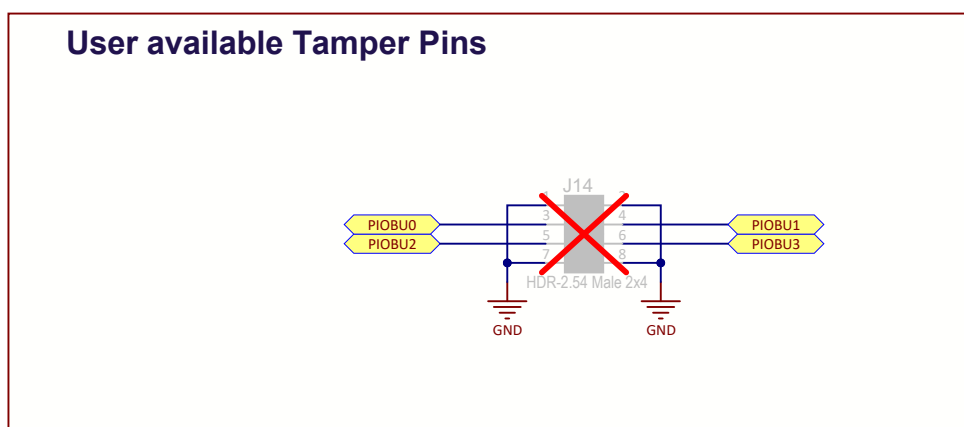 User available Tamper Pins
J14
1 2
PIOBU0 3 4 PIOBU1
PIOBU2 5 6 PIOBU3
7 8
HDR-2.54 Male 2x4
GND GND